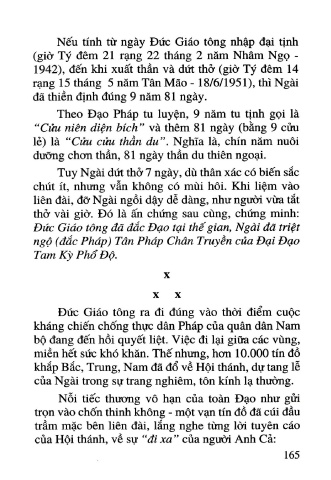 Nếu tính từ ngày Đức Giáo tông nhập đại tịnh
(giờ Tý đêm 21 rạng 22 tháng 2 năm Nhâm Ngọ -
1942), đến khi xuất thần và dứt thở (giờ Tý đêm 14
rạng 15 tháng 5 năm Tân Mão - 18/6/1951), thì Ngài
đã thiền định đúng 9 năm 81 ngày.
Theo Đạo Pháp tu luyện, 9 năm tu tịnh gọi là
“Cửu niên diện bích” và thêm 81 ngày (bằng 9 cửu
lẻ) là “Cửu cửu thần du”. Nghĩa là, chín năm nuôi
dưỡng chơn thần, 81 ngày thần du thiên ngoại.
Tuy Ngài dứt thở 7 ngày, dù thân xác có biến sắc
chút ít, nhưng vẫn không có mùi hôi. Khi liệm vào
liên đài, đỡ Ngài ngồi dậy dễ dàng, như người vừa tắt
thở vài giờ. Đó là ấn chứng sau cùng, chứng minh:
Đức Giáo tông đã đắc Đạo tại thế gian, Ngài đã triệt
ngộ (đắc Pháp) Tân Pháp Chân Truyền của Đại Đạo
Tam Kỳ Phổ Độ.
x
x x
Đức Giáo tông ra đi đúng vào thời điểm cuộc
kháng chiến chống thực dân Pháp của quân dân Nam
bộ đang đến hồi quyết liệt. Việc đi lại giữa các vùng,
miền hết sức khó khăn. Thế nhưng, hơn 10.000 tín đồ
khắp Bắc, Trung, Nam đã đổ về Hội thánh, dự tang lễ
của Ngài trong sự trang nghiêm, tôn kính lạ thường.
Nỗi tiếc thương vô hạn của toàn Đạo như gửi
trọn vào chốn thinh không - một vạn tín đồ đã cúi đầu
trầm mặc bên liên đài, lắng nghe từng lời tuyên cáo
của Hội thánh, về sự “đi xa” của người Anh Cả:
165